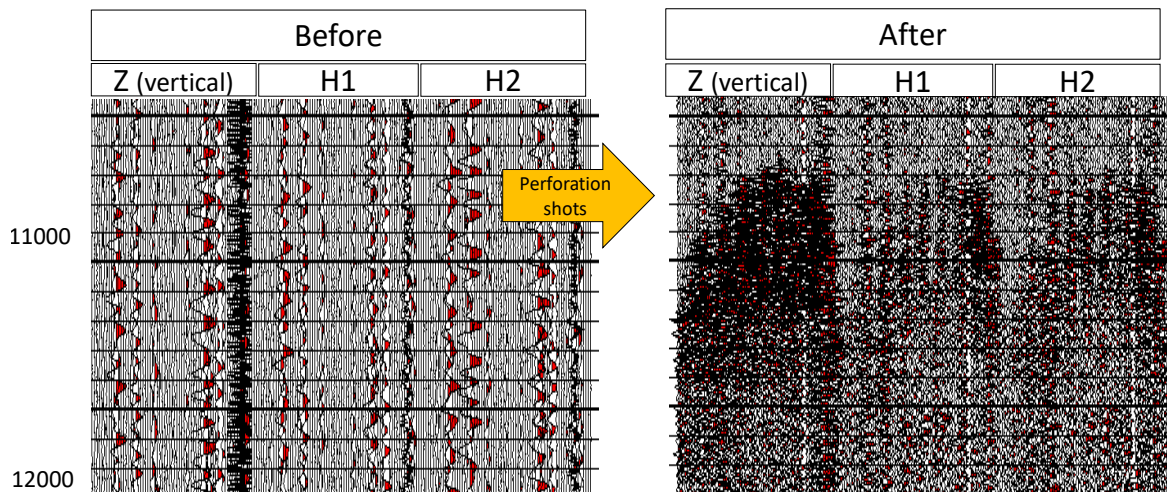 Before
After
Z (vertical)
H1
H2
Z (vertical)
H1
H2
Perforation
shots
11000
12000